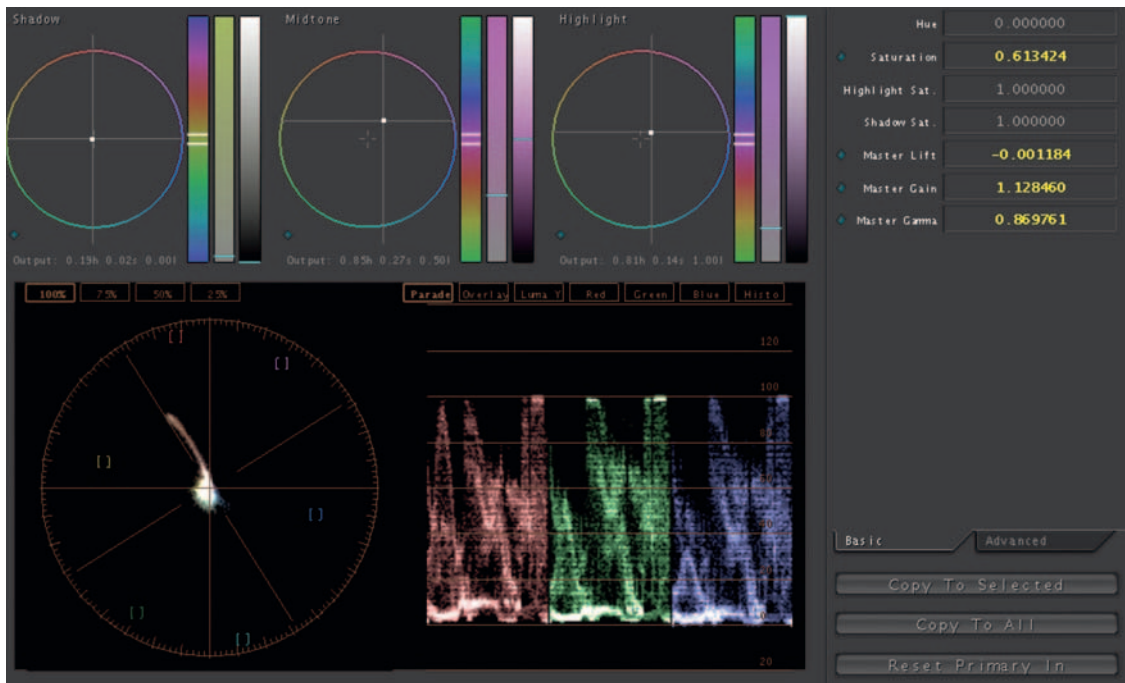 Shadow
Midtone
Highlight
Output: 0.19h 0.02s 0.00l
Output: 0.85h 0.27s 0.50l
Output: 0.81h 0.14s 1.00l
Hue 0.000000
Saturation 0.613424
Highlight Sat. 1.000000
Shadow Sat. 1.000000
Master Lift -0.001184
Master Gain 1.128460
Master Gamma 0.869761
100% 75% 50% 25%
Parade Overlay Luma Y Red Green Blue Histo
120
100
0
20
Basic Advanced
Copy To Selected
Copy To All
Reset Primary In